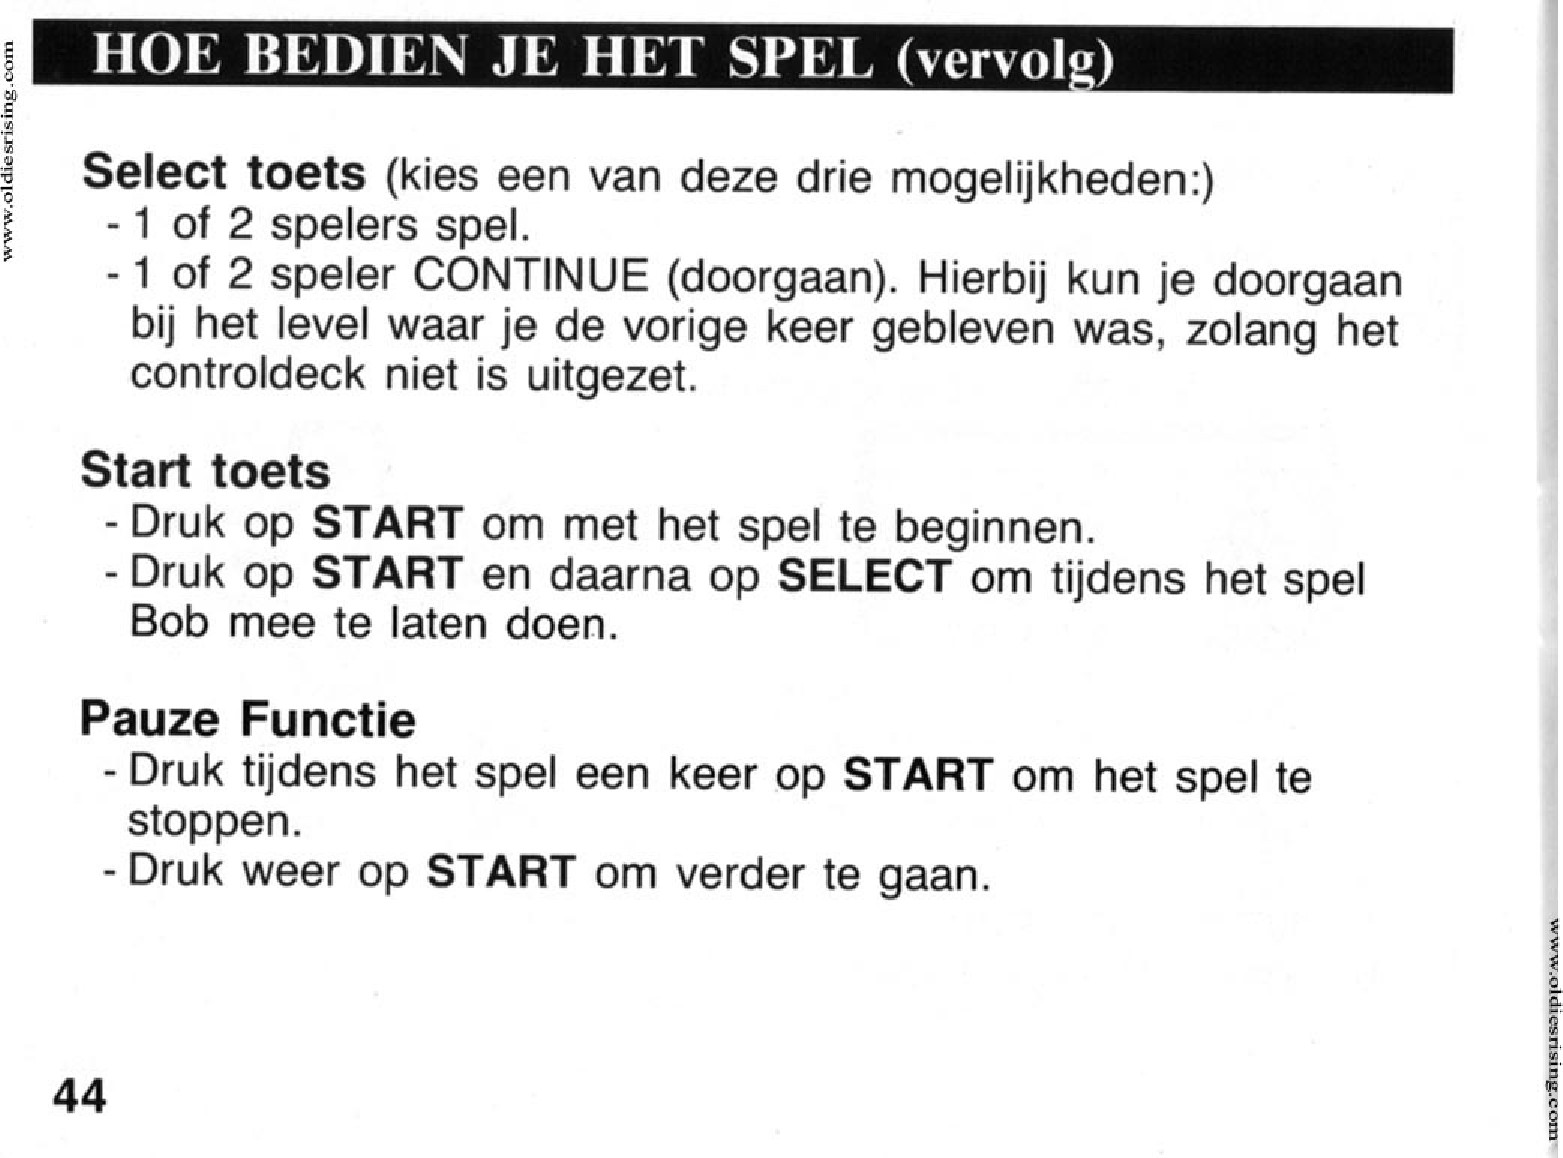 HOE BEDIEN JE HET SPEL (vervolg)
Select toets (kies een van deze drie mogelijkheden:)
- 1 of 2 spelers spel.
- 1 of 2 speler CONTINUE (doorgaan). Hierbij kun je doorgaan
bij het level waar je de vorige keer gebleven was, zolang het
controldeck niet is uitgezet.
Start toets
- Druk op START om met het spel te beginnen.
- Druk op START en daarna op SELECT om tijdens het spel
Bob mee te laten doen.
Pauze Functie
- Druk tijdens het spel een keer op START om het spel te
stoppen.
- Druk weer op START om verder te gaan.
44
www.oldiesrising.com
www.oldiesrising.com